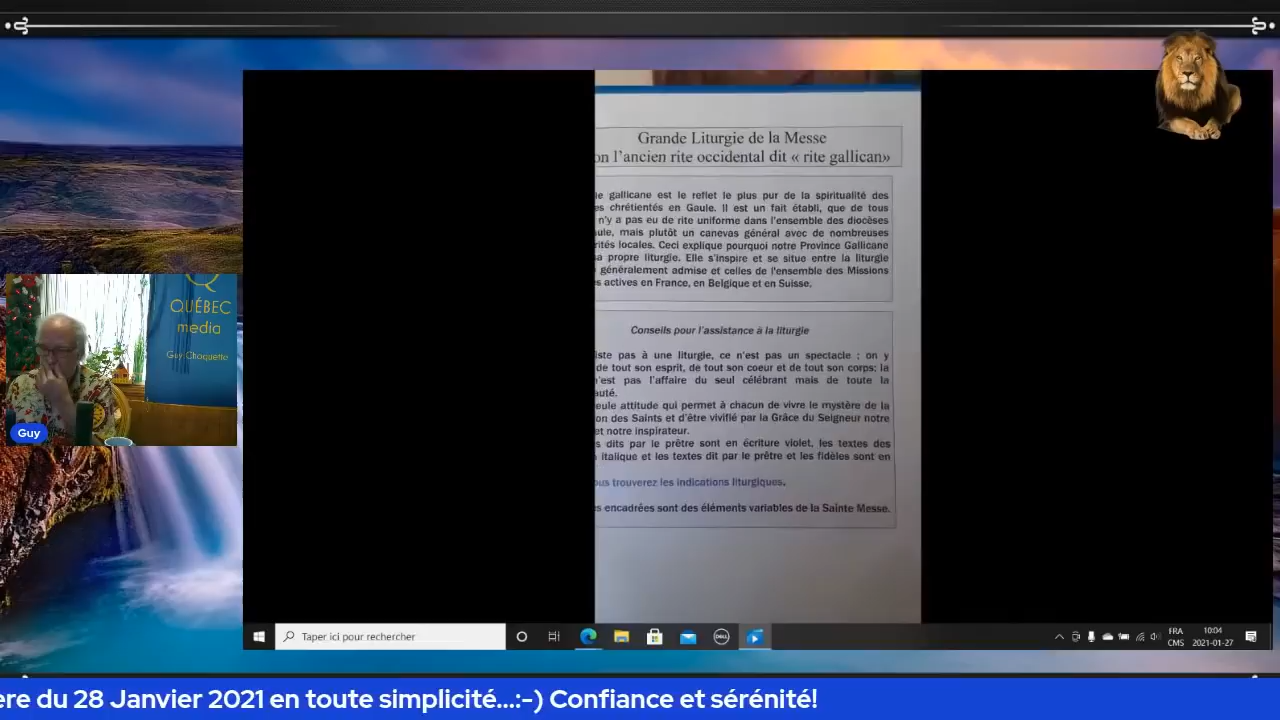 Grande Liturgie de la Messe
on l'ancien rite occidental dit « rite gallican»
ie gallicane est le reflet le plus pur de la spiritualité des
es chrétientés en Gaule. Il est un fait établi, que de tous
n'y a pas eu de rite uniforme dans l'ensemble des diocèses
ule, mais plutôt un canevas général avec de nombreuses
rités locales. Ceci explique pourquoi notre Province Gallicane
sa propre liturgie. Elle s'inspire et se situe entre la liturgie
généralement admise et celles de l'ensemble des Missions
es actives en France, en Belgique et en Suisse.
Conseils pour l'assistance à la liturgie
iste pas à une liturgie, ce n'est pas un spectacle ; on y
de tout son esprit, de tout son coeur et de tout son corps: la
n'est pas l'affaire du seul célébrant mais de toute la
auté.
eule attitude qui permet à chacun de vivre le mystère de la
on des Saints et d'être vivifié par la Grâce du Seigneur notre
et notre inspirateur.
s dits par le prêtre sont en écriture violet, les textes des
italique et les textes dit par le prêtre et les fidèles sont en
ous trouverez les indications liturgiques.
s encadrées sont des éléments variables de la Sainte Messe.
QUÉBEC
media
Guy Choquette
Guy
Taper ici pour rechercher
DELL
FRA
CMS
10:04
2021-01-27
ere du 28 Janvier 2021 en toute simplicité...:-) Confiance et sérénité!